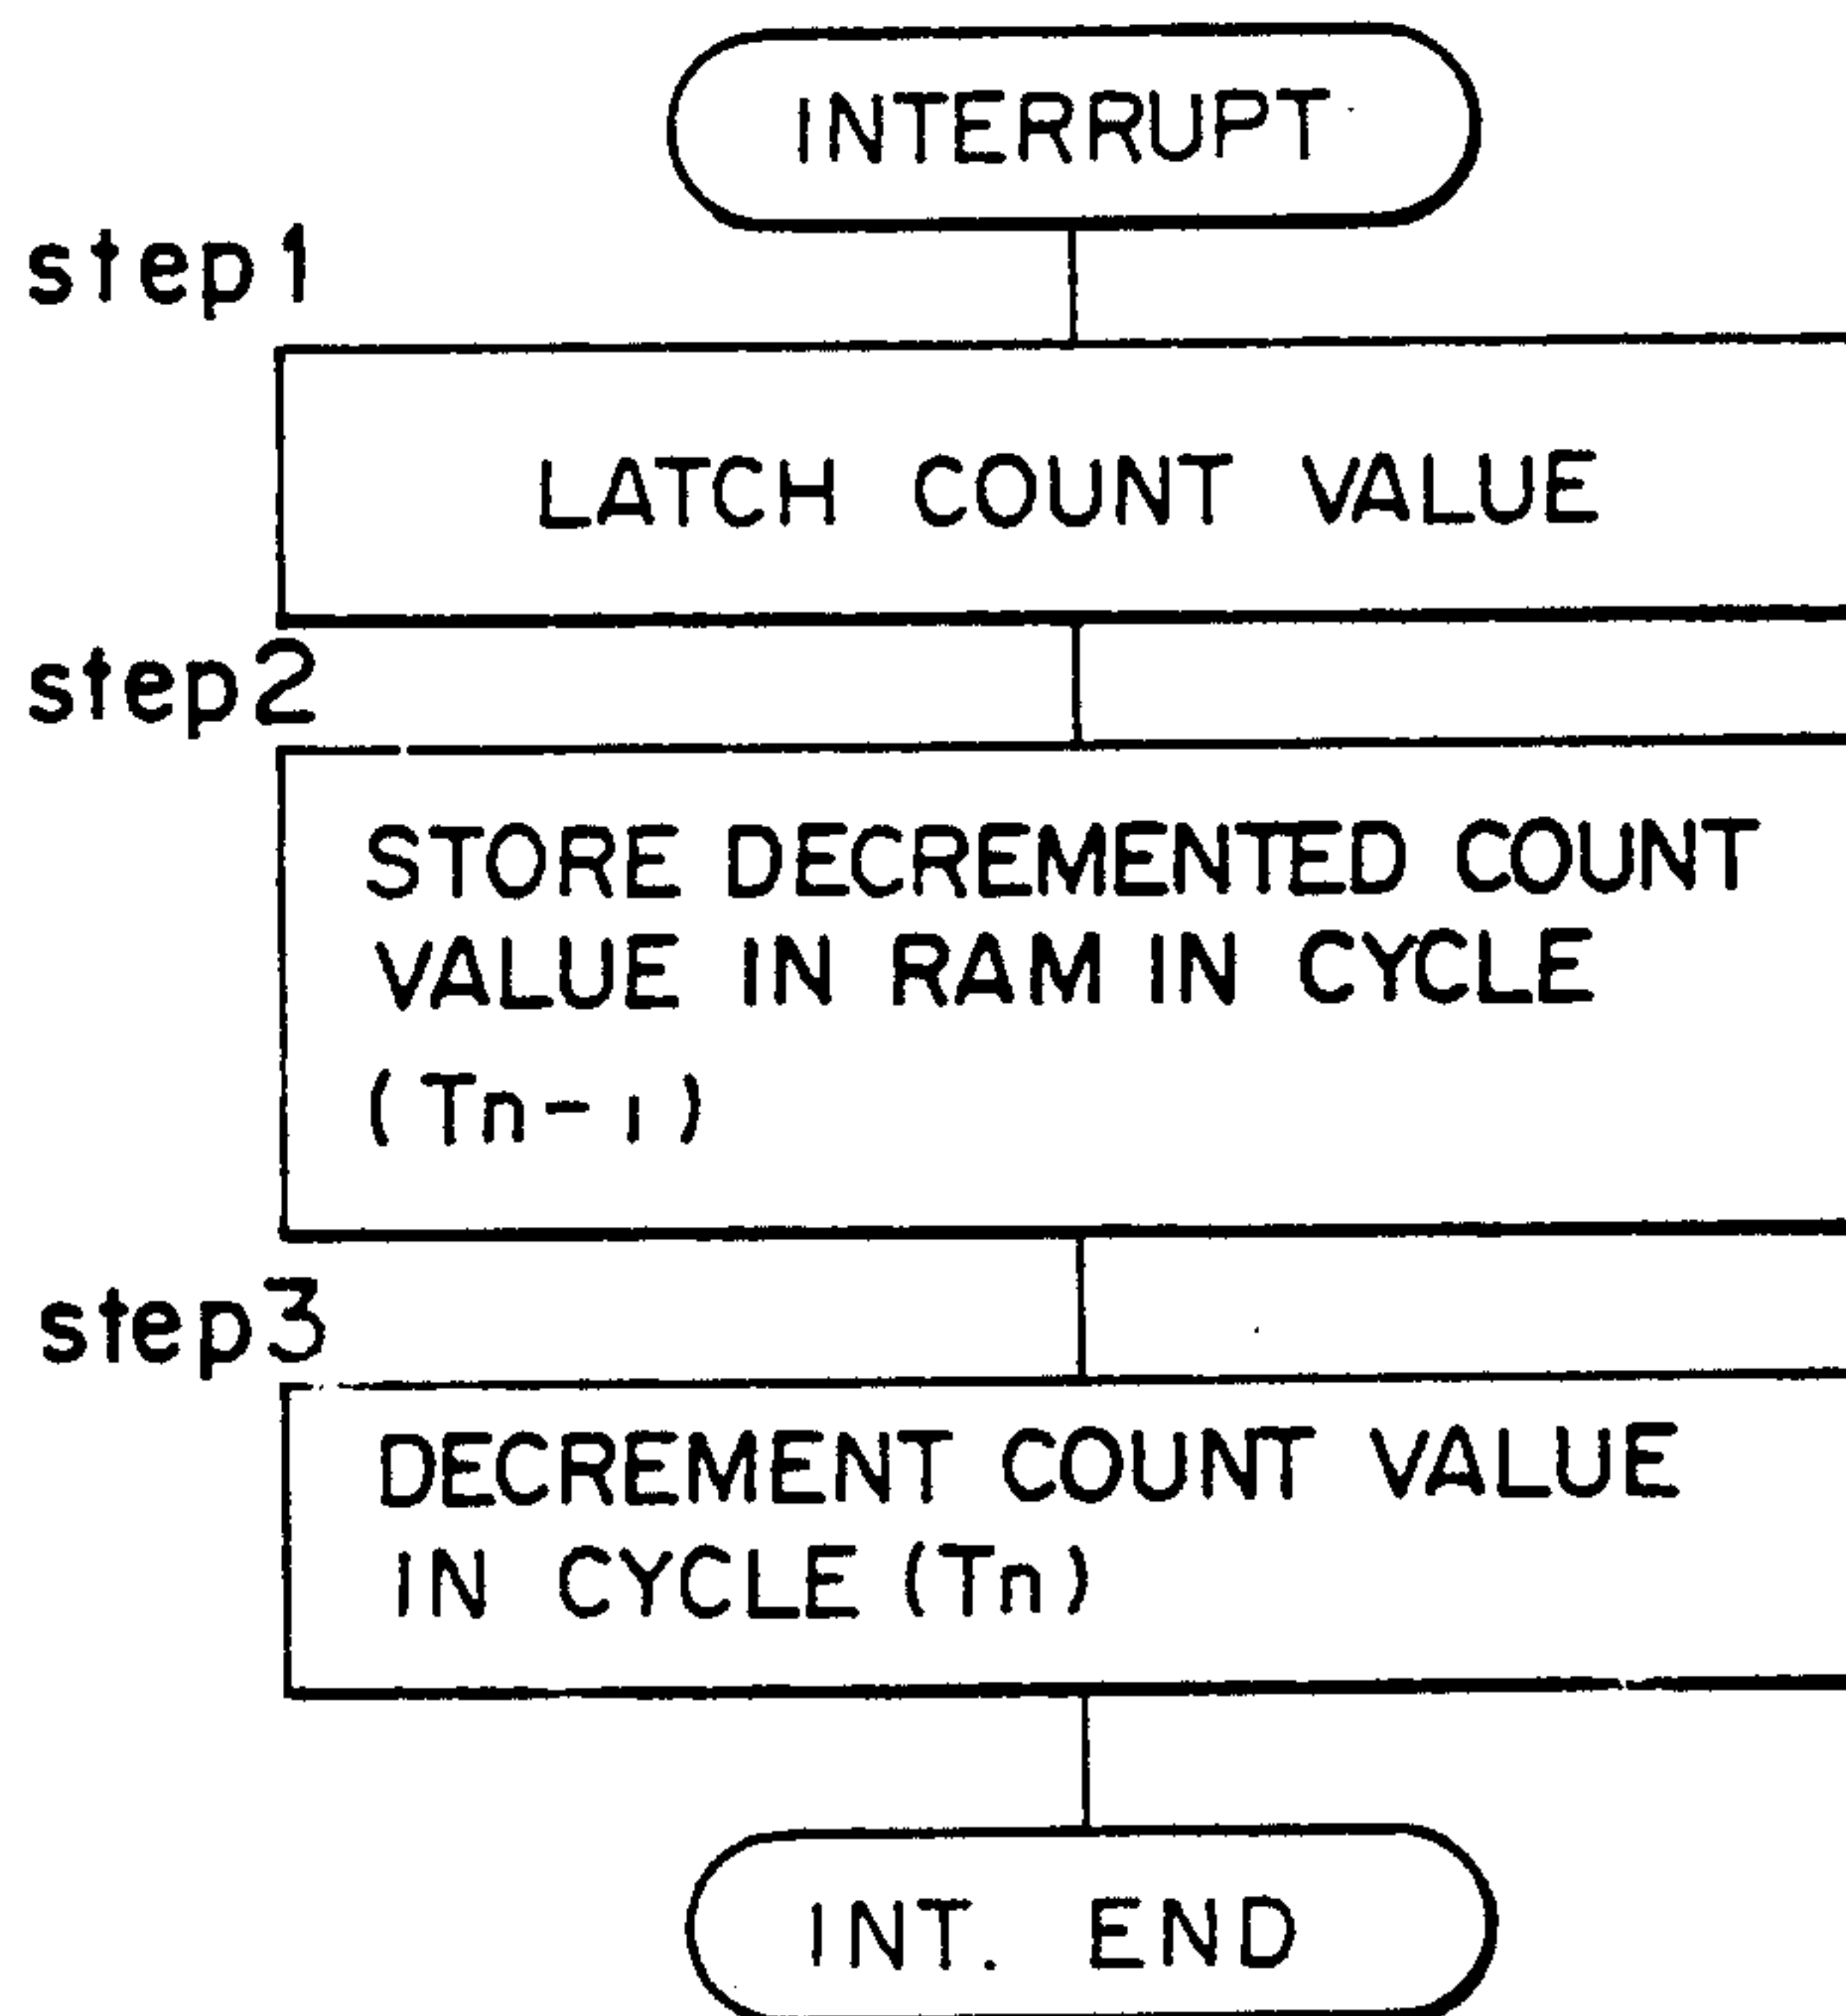 INTERRUPT
step1
LATCH COUNT VALUE
step2
STORE DECREMENTED COUNT
VALUE IN RAM IN CYCLE
(Tn-1)
step3
DECREMENT COUNT VALUE
IN CYCLE (Tn)
INT. END